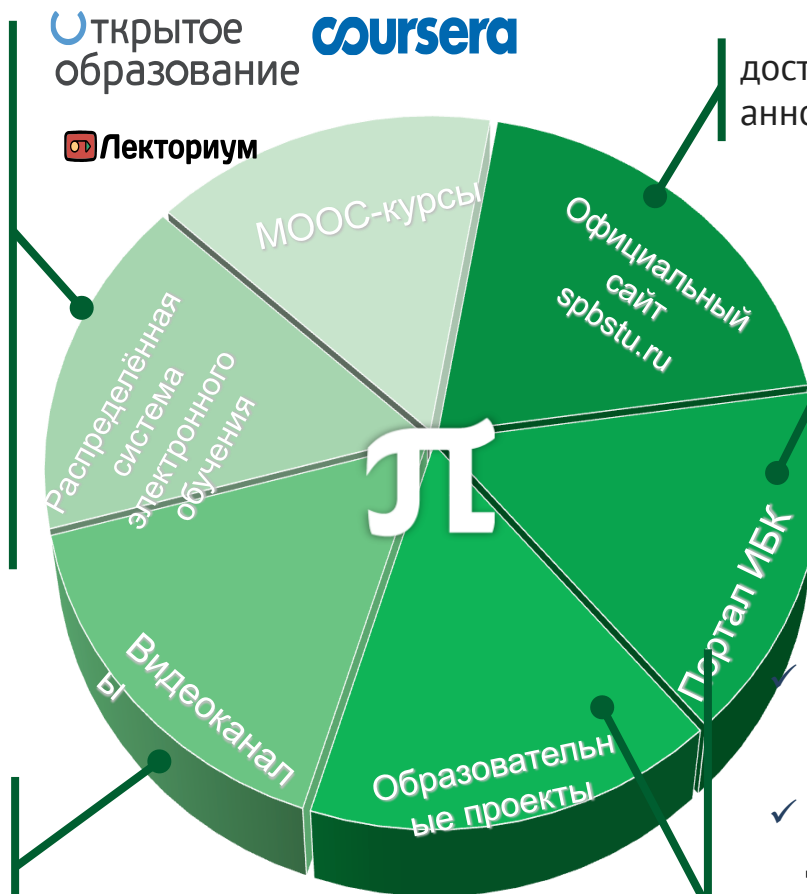 Открытое
образование
coursera
Лекториум
дост
анно
МООС-курсы
Официальный
сайт
spbstu.ru
Распределённая
система
электронного
обучения
Портал ИБК
Видеоканал
ы
Образовательн
ые проекты